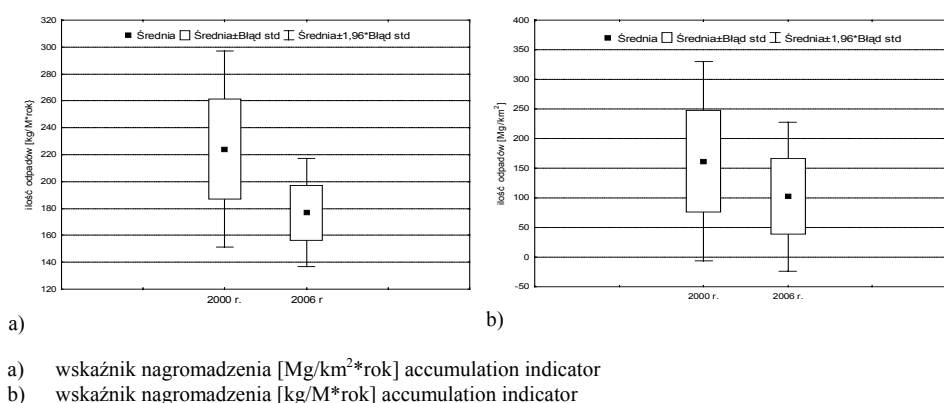 320
300
280
260
240
220
200
180
160
140
120
ilość odpadów [kg/M*rok}
Średnia Średnia±Błąd std Średnia±1,96*Błąd std
2000 r. 2006 r
a)
400
350
300
250
200
150
100
50
0
-50
ilość odpadów [Mg/km²]
Średnia Średnia±Błąd std Średnia±1,96*Błąd std
2000 r. 2006 r.
b)
a) wskaźnik nagromadzenia [Mg/km²*rok] accumulation indicator
b) wskaźnik nagromadzenia [kg/M*rok] accumulation indicator